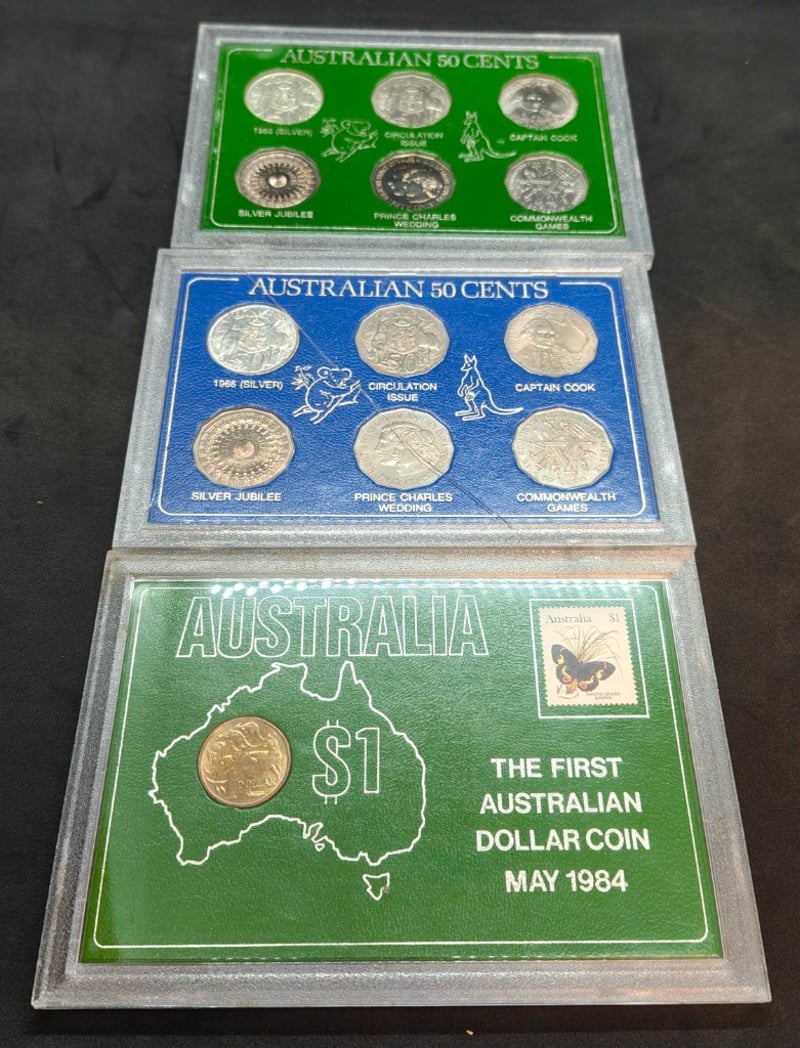 AUSTRALIAN 50 CENTS
1966 (SILVER)
CIRCULATION
ISSUE
CAPTAIN COOK
SILVER JUBILEE
PRINCE CHARLES
WEDDING
COMMONWEALTH
GAMES
AUSTRALIAN 50 CENTS
1966 (SILVER)
CIRCULATION
ISSUE
CAPTAIN COOK
50
SILVER JUBILEE
PRINCE CHARLES
WEDDING
COMMONWEALTH
GAMES
AUSTRALIA
Australia $1
$1
DOLLAR
THE FIRST
AUSTRALIAN
DOLLAR COIN
MAY 1984